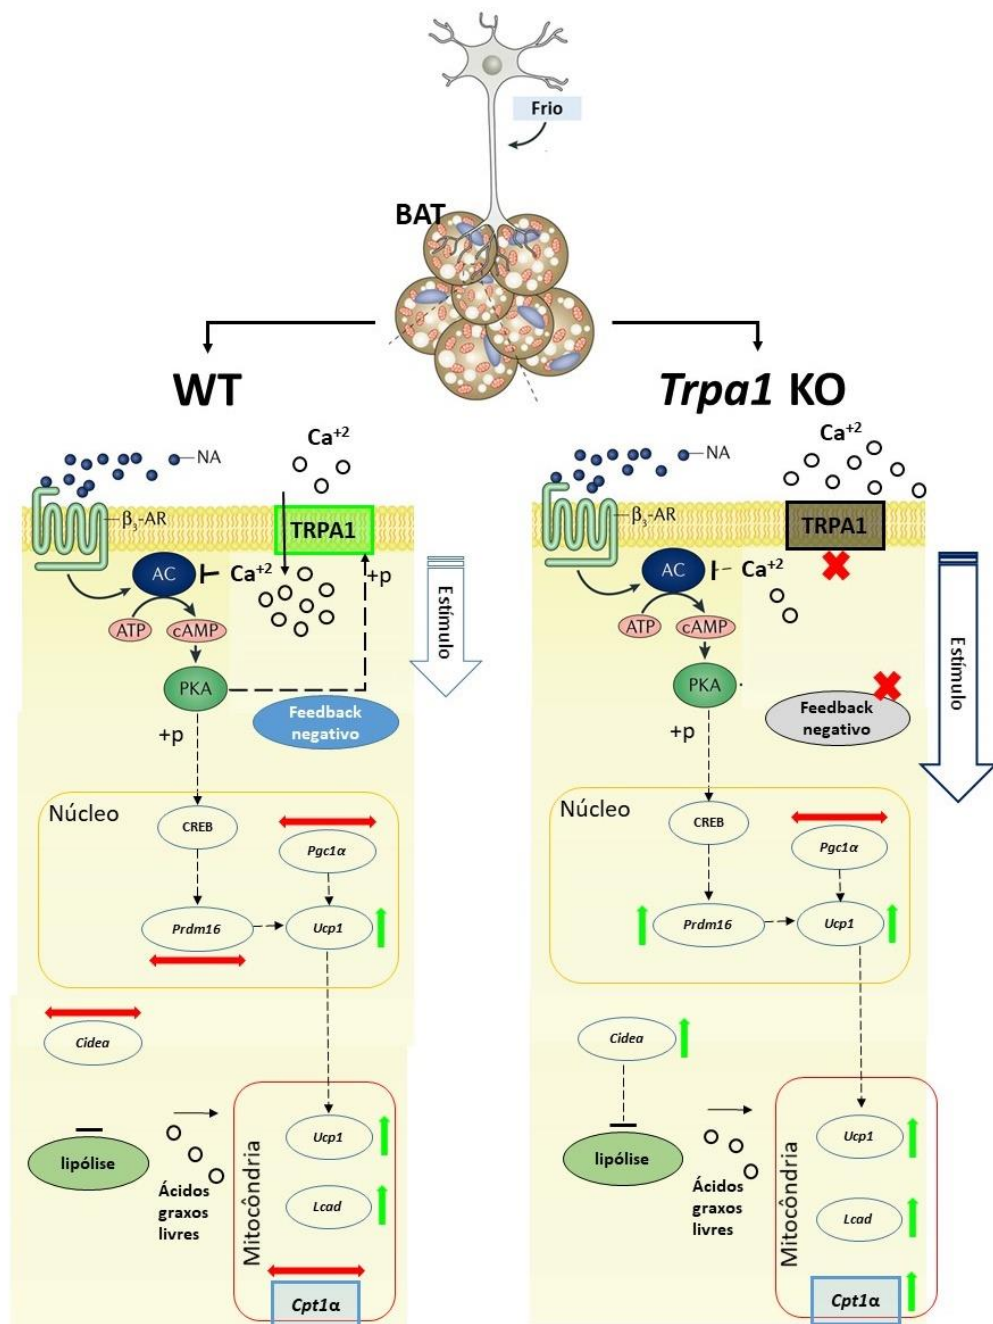 Frio
BAT
WT
Trpa1 KO
Ca+2
NA
β3-AR
TRPA1
AC
Ca+2
+p
ATP
cAMP
PKA
Estímulo
Feedback
negativo
+p
Núcleo
CREB
Pgc1α
Prdm16
Ucp1
Cidea
lipólise
Ácidos
graxos
livres
Mitocôndria
Ucp1
Lcad
Cpt1α
Ca+2
NA
β3-AR
TRPA1
AC
Ca+2
ATP
cAMP
PKA
Estímulo
Feedback
negativo
+p
Núcleo
CREB
Pgc1α
Prdm16
Ucp1
Cidea
lipólise
Ácidos
graxos
livres
Mitocôndria
Ucp1
Lcad
Cpt1α